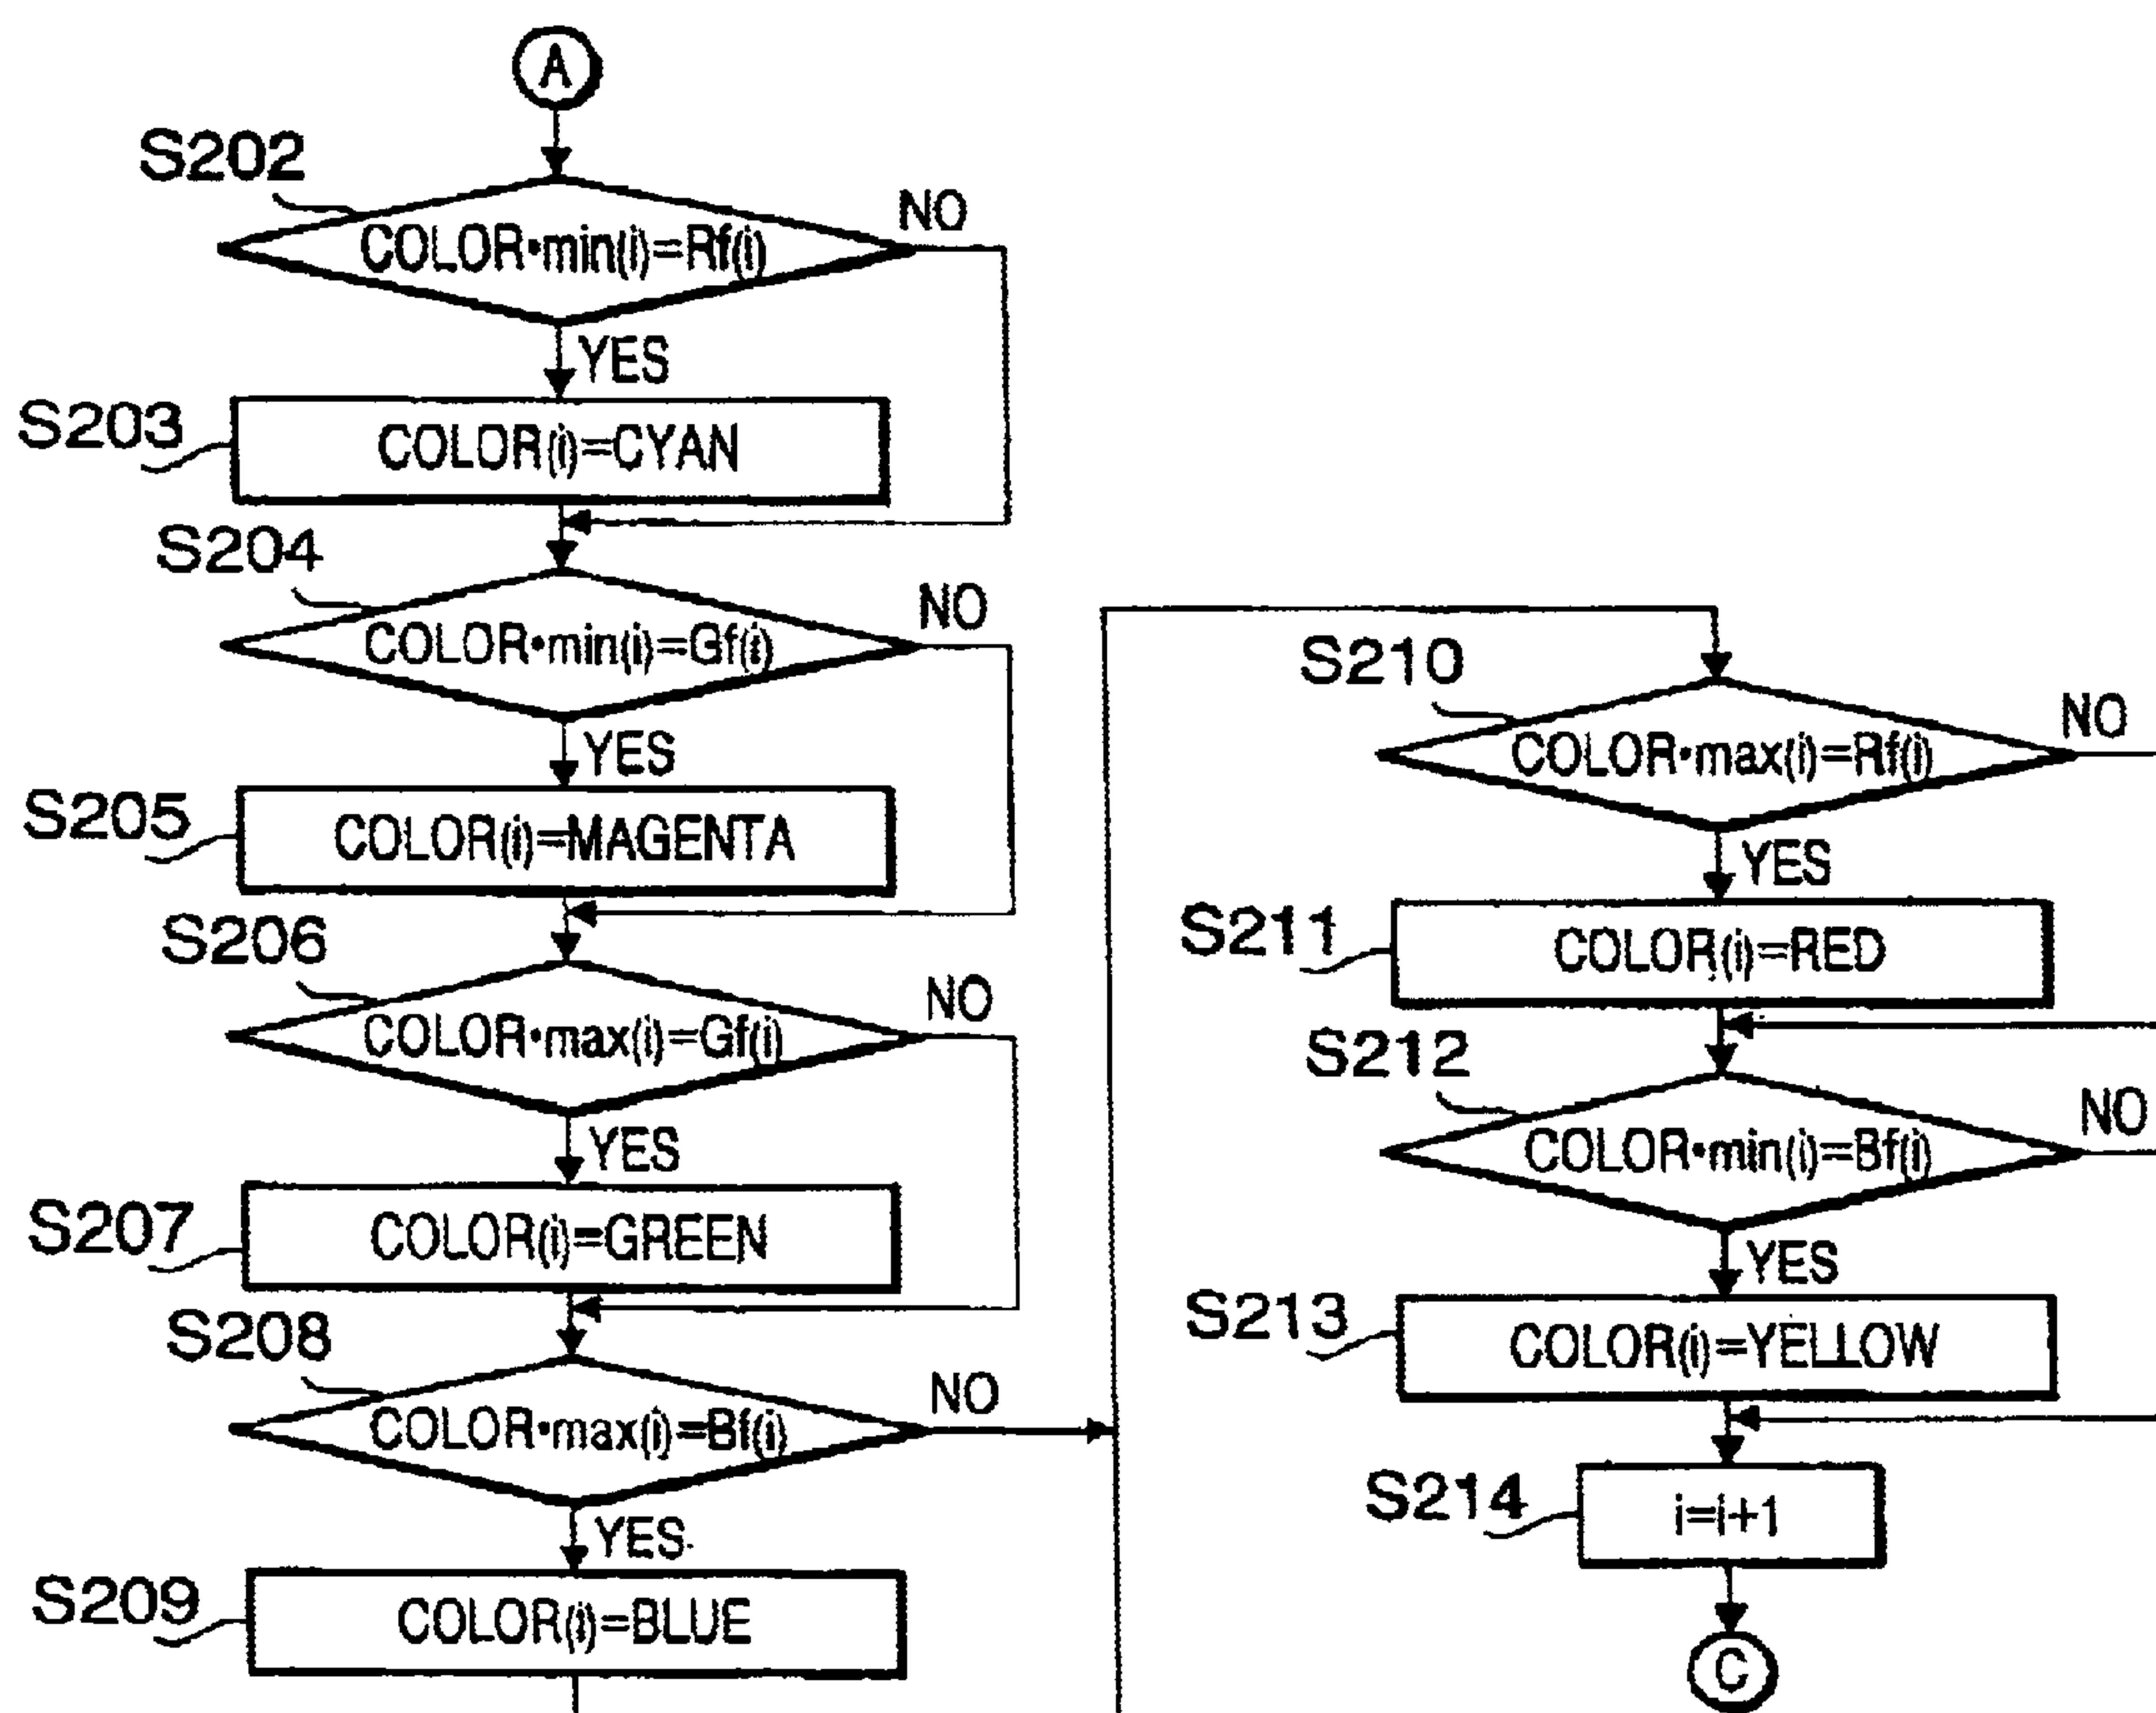 A
S202
COLOR·min(i)=Rf(i)
NO
YES
S203
COLOR(i)=CYAN
S204
COLOR·min(i)=Gf(i)
NO
YES
S205
COLOR(i)=MAGENTA
S206
COLOR·max(i)=Gf(i)
NO
YES
S207
COLOR(i)=GREEN
S208
COLOR·max(i)=Bf(i)
NO
YES
S209
COLOR(i)=BLUE
S210
COLOR·max(i)=Rf(i)
NO
YES
S211
COLOR(i)=RED
S212
COLOR·min(i)=Bf(i)
NO
YES
S213
COLOR(i)=YELLOW
S214
i=i+1
C